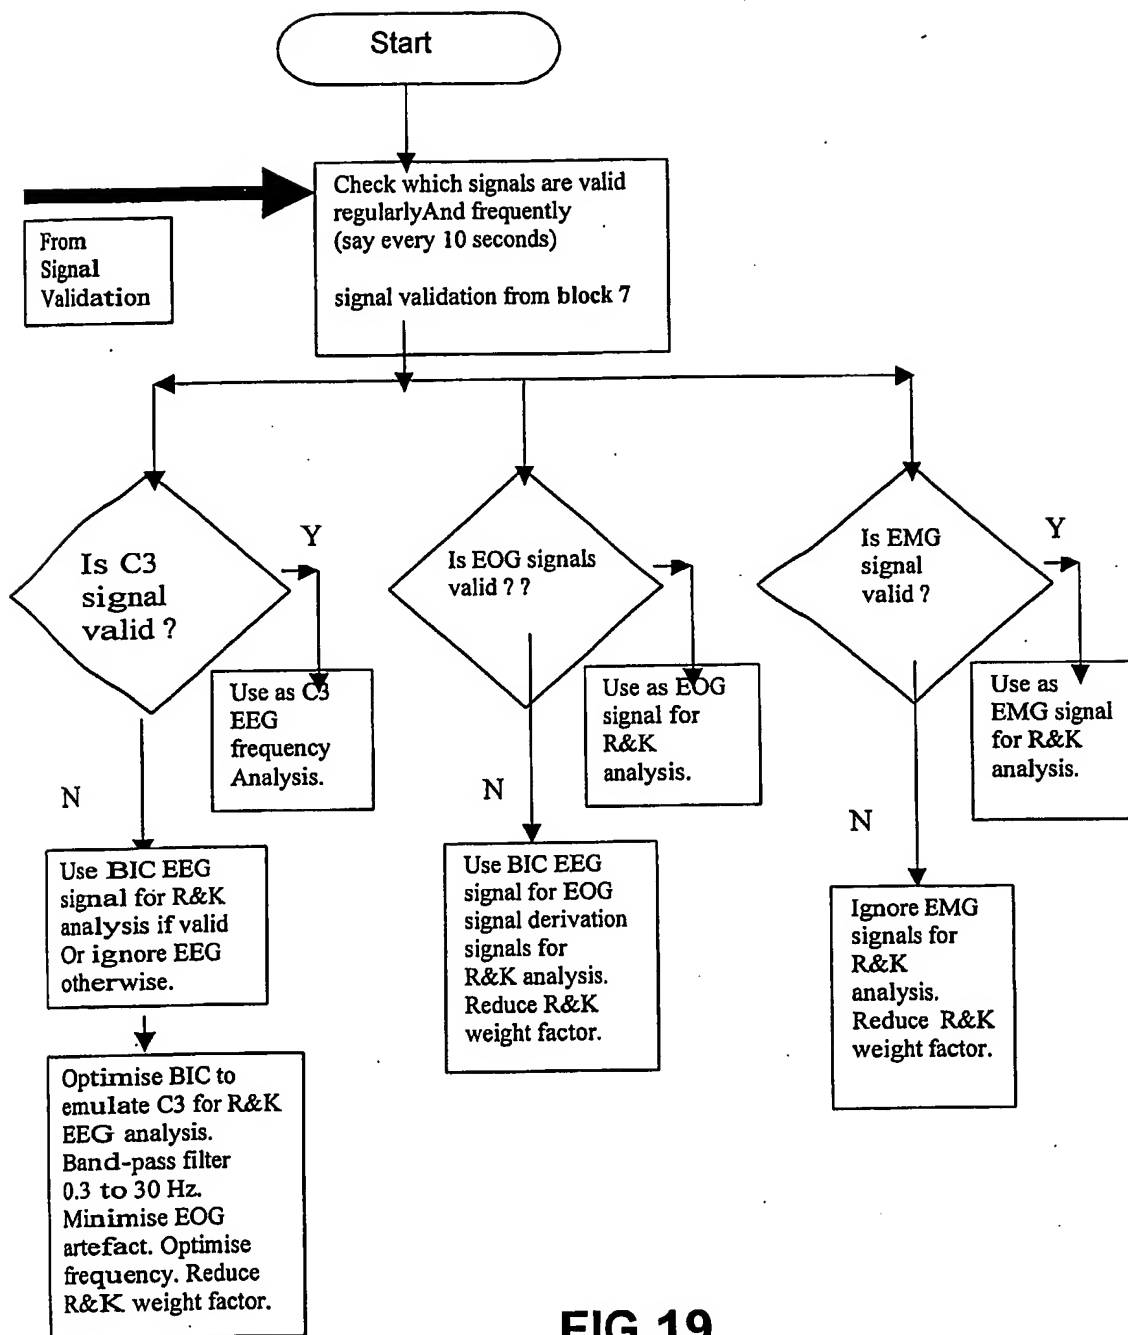 Start
Check which signals are valid
regularlyAnd frequently
(say every 10 seconds)
signal validation from block 7
From
Signal
Validation
Is C3
signal
valid ?
Y
Use as C3
EEG
frequency
Analysis.
N
Use BIC EEG
signal for R&K
analysis if valid
Or ignore EEG
otherwise.
Optimise BIC to
emulate C3 for R&K
EEG analysis.
Band-pass filter
0.3 to 30 Hz.
Minimise EOG
artefact. Optimise
frequency. Reduce
R&K weight factor.
Is EOG signals
valid ? ?
Use as EOG
signal for
R&K
analysis.
N
Use BIC EEG
signal for EOG
signal derivation
signals for
R&K analysis.
Reduce R&K
weight factor.
Is EMG
signal
valid ?
Y
Use as
EMG signal
for R&K
analysis.
N
Ignore EMG
signals for
R&K
analysis.
Reduce R&K
weight factor.
FIG 19